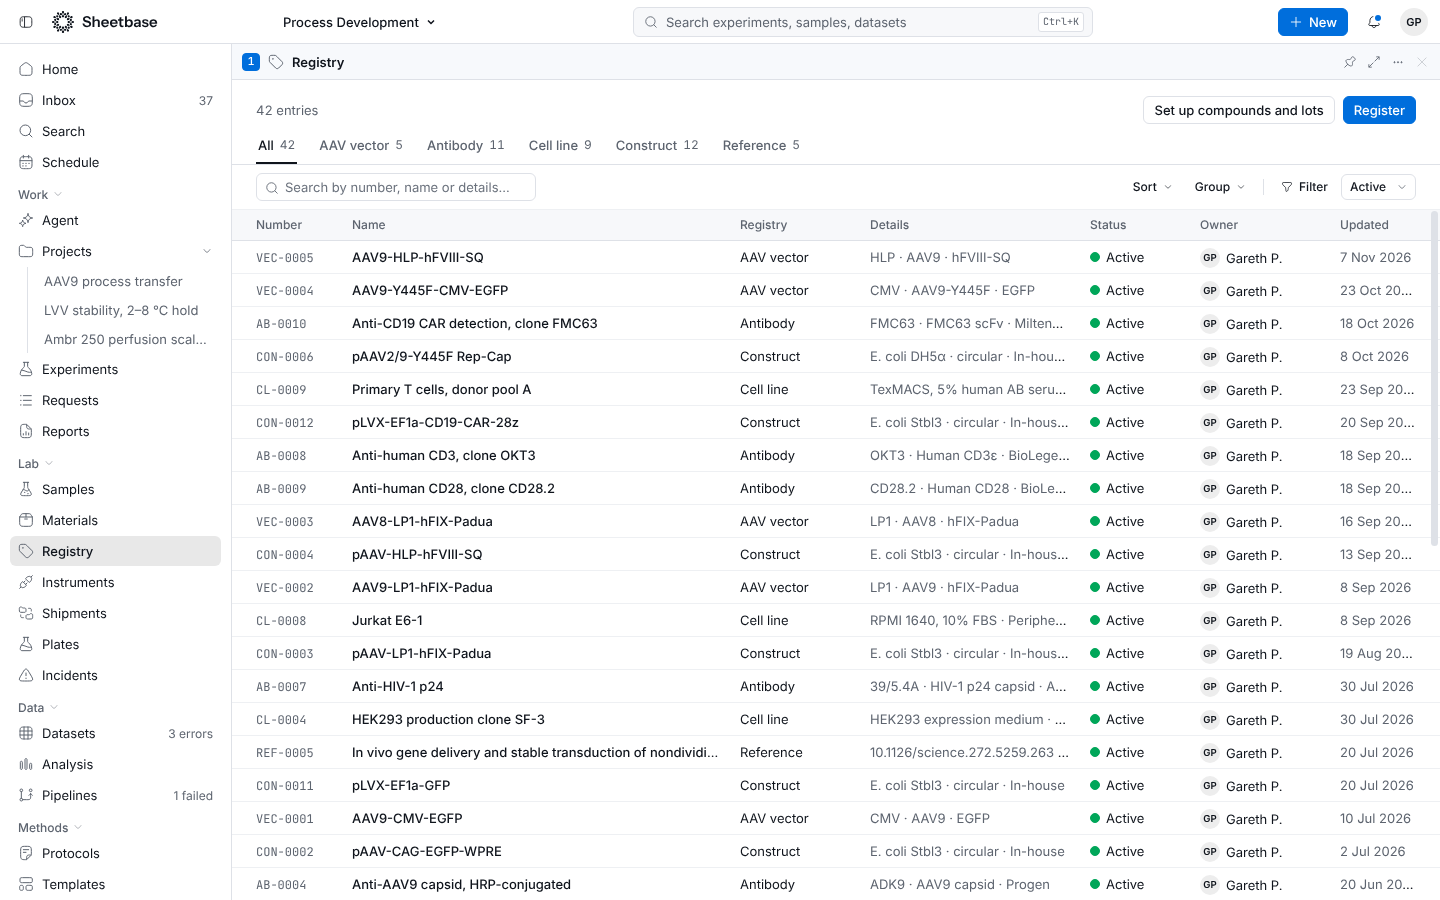 Sheetbase
Process Development
Search experiments, samples, datasets
Ctrl+K
New
GP
Home
Inbox 37
Search
Schedule
Work
Agent
Projects
AAV9 process transfer
LVV stability, 2–8 °C hold
Ambr 250 perfusion scal...
Experiments
Requests
Reports
Lab
Samples
Materials
Registry
Instruments
Shipments
Plates
Incidents
Data
Datasets 3 errors
Analysis
Pipelines 1 failed
Methods
Protocols
Templates
1 Registry
42 entries
Set up compounds and lots
Register
All 42 AAV vector 5 Antibody 11 Cell line 9 Construct 12 Reference 5
Search by number, name or details...
Sort Group Filter Active
Number Name Registry Details Status Owner Updated
VEC-0005 AAV9-HLP-hFVIII-SQ AAV vector HLP · AAV9 · hFVIII-SQ Active GP Gareth P. 7 Nov 2026
VEC-0004 AAV9-Y445F-CMV-EGFP AAV vector CMV · AAV9-Y445F · EGFP Active GP Gareth P. 23 Oct 20...
AB-0010 Anti-CD19 CAR detection, clone FMC63 Antibody FMC63 · FMC63 scFv · Milten... Active GP Gareth P. 18 Oct 2026
CON-0006 pAAV2/9-Y445F Rep-Cap Construct E. coli DH5α · circular · In-hou... Active GP Gareth P. 8 Oct 2026
CL-0009 Primary T cells, donor pool A Cell line TexMACS, 5% human AB seru... Active GP Gareth P. 23 Sep 20...
CON-0012 pLVX-EF1a-CD19-CAR-28z Construct E. coli Stbl3 · circular · In-hous... Active GP Gareth P. 20 Sep 20...
AB-0008 Anti-human CD3, clone OKT3 Antibody OKT3 · Human CD3ε · BioLege... Active GP Gareth P. 18 Sep 20...
AB-0009 Anti-human CD28, clone CD28.2 Antibody CD28.2 · Human CD28 · BioLe... Active GP Gareth P. 18 Sep 20...
VEC-0003 AAV8-LP1-hFIX-Padua AAV vector LP1 · AAV8 · hFIX-Padua Active GP Gareth P. 16 Sep 20...
CON-0004 pAAV-HLP-hFVIII-SQ Construct E. coli Stbl3 · circular · In-hous... Active GP Gareth P. 13 Sep 20...
VEC-0002 AAV9-LP1-hFIX-Padua AAV vector LP1 · AAV9 · hFIX-Padua Active GP Gareth P. 8 Sep 2026
CL-0008 Jurkat E6-1 Cell line RPMI 1640, 10% FBS · Periphe... Active GP Gareth P. 8 Sep 2026
CON-0003 pAAV-LP1-hFIX-Padua Construct E. coli Stbl3 · circular · In-hous... Active GP Gareth P. 19 Aug 20...
AB-0007 Anti-HIV-1 p24 Antibody 39/5.4A · HIV-1 p24 capsid · A... Active GP Gareth P. 30 Jul 2026
CL-0004 HEK293 production clone SF-3 Cell line HEK293 expression medium · ... Active GP Gareth P. 30 Jul 2026
REF-0005 In vivo gene delivery and stable transduction of nondividi... Reference 10.1126/science.272.5259.263 ... Active GP Gareth P. 20 Jul 2026
CON-0011 pLVX-EF1a-GFP Construct E. coli Stbl3 · circular · In-house Active GP Gareth P. 20 Jul 2026
VEC-0001 AAV9-CMV-EGFP AAV vector CMV · AAV9 · EGFP Active GP Gareth P. 10 Jul 2026
CON-0002 pAAV-CAG-EGFP-WPRE Construct E. coli Stbl3 · circular · In-house Active GP Gareth P. 2 Jul 2026
AB-0004 Anti-AAV9 capsid, HRP-conjugated Antibody ADK9 · AAV9 capsid · Progen Active GP Gareth P. 20 Jun 20...